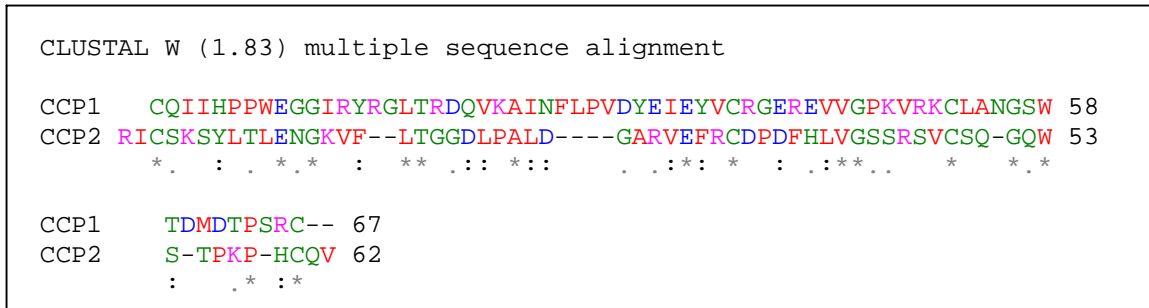 CLUSTAL W (1.83) multiple sequence alignment
CCP1   CQIIHPPWEGGIRYRGLTRDQVKAINFLPVDYEIEYVCRGEREVVGPKVRKCLANGSW 58
CCP2 RICSKSYLTLENGKVF--LTGGDLPALD----GARVEFRCDPDFHLVGSSRSVCSQ-GQW 53
       *.  : . *.*  :   ** .:: *::    . .:* *  : .:**..   *   *.*
CCP1   TDMDTPSRC-- 67
CCP2   S-TPKP-HCQV 62
       :   .* :*